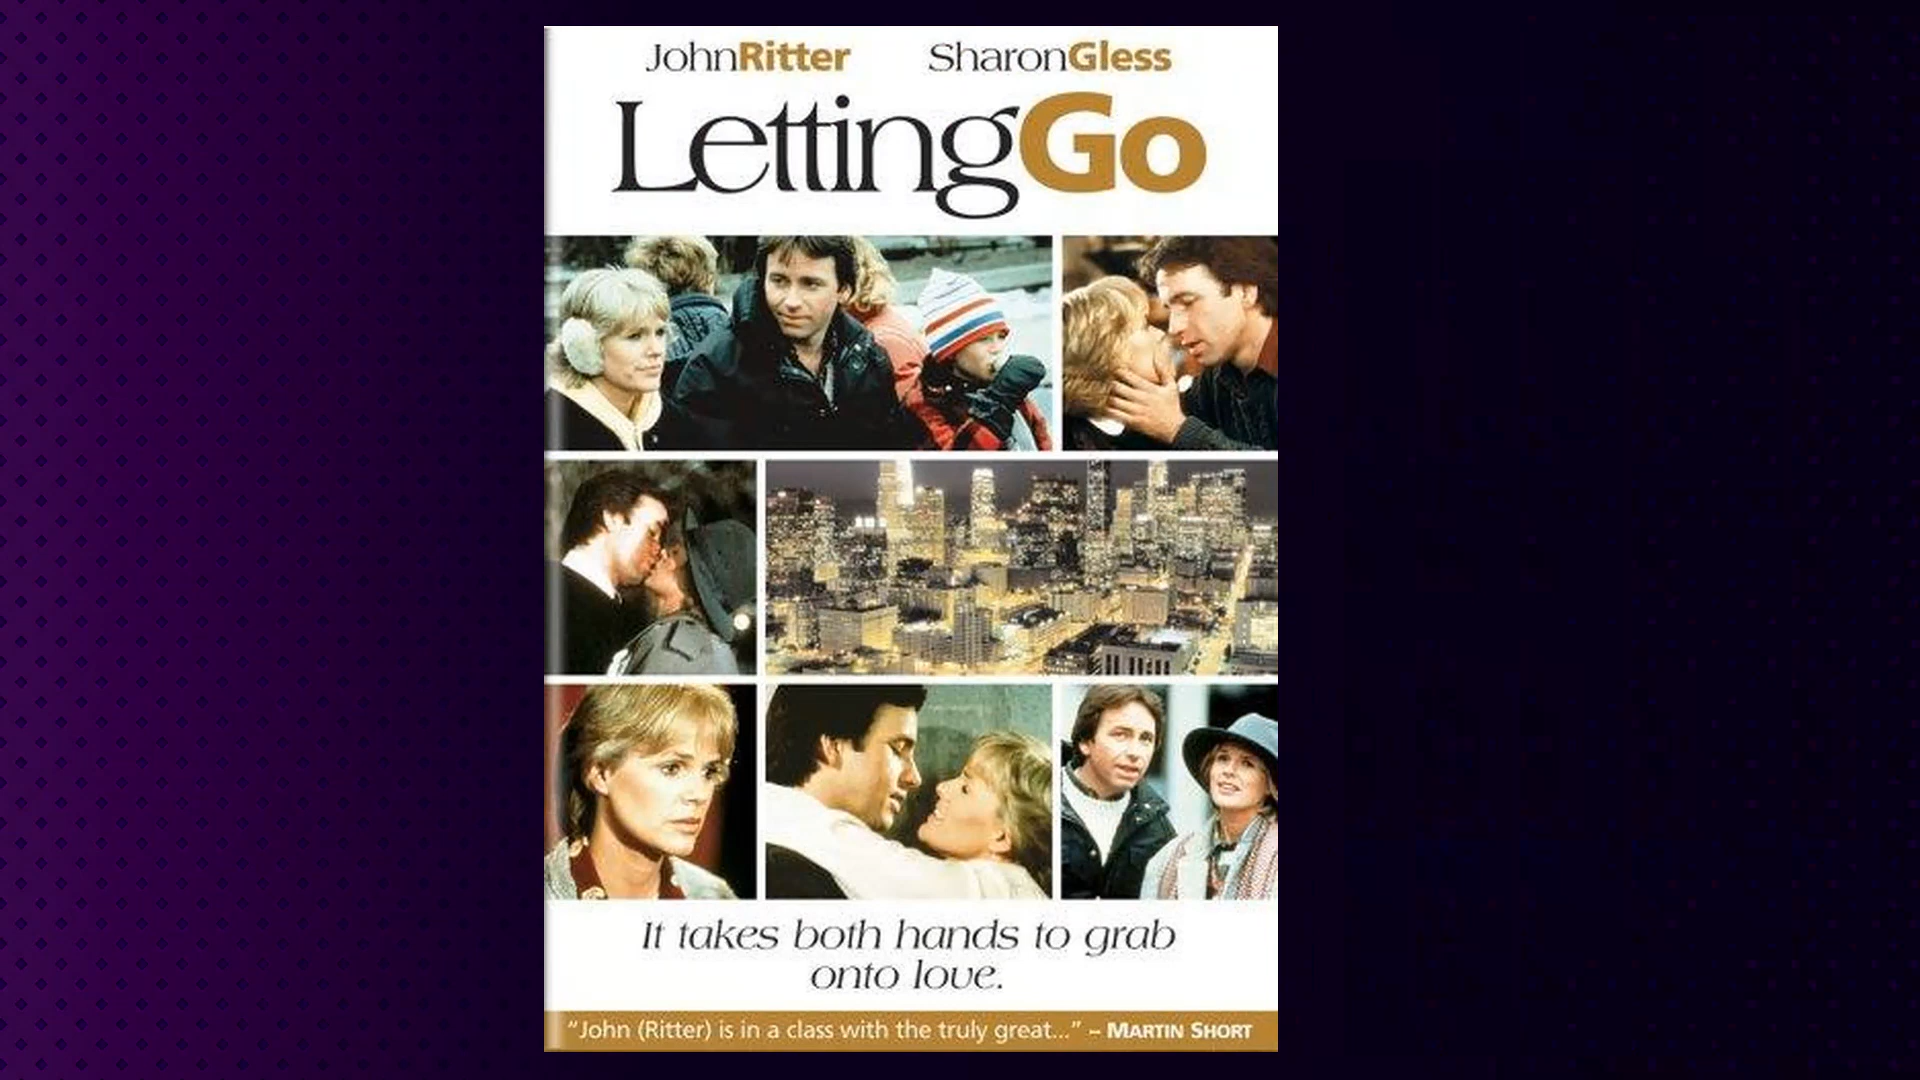 JohnRitter SharonGless
LettingGo
It takes both hands to grab
onto love.
“John (Ritter) is in a class with the truly great...” – MARTIN SHORT